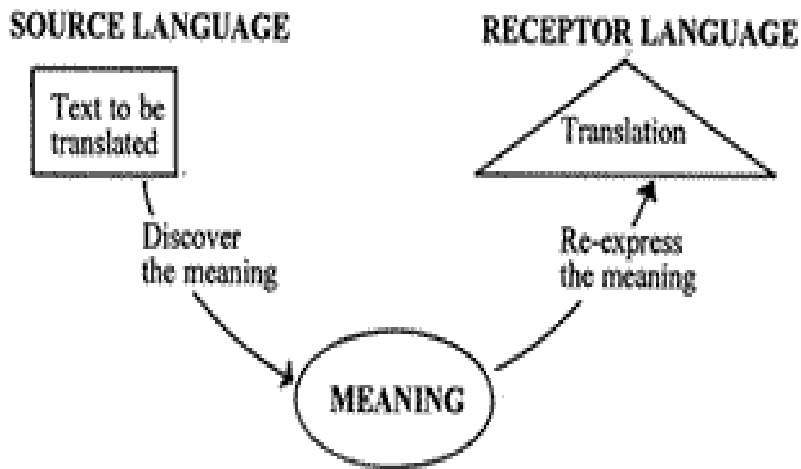 SOURCE LANGUAGE
RECEPTOR LANGUAGE
Text to be
translated
Translation
Discover
the meaning
Re-express
the meaning
MEANING